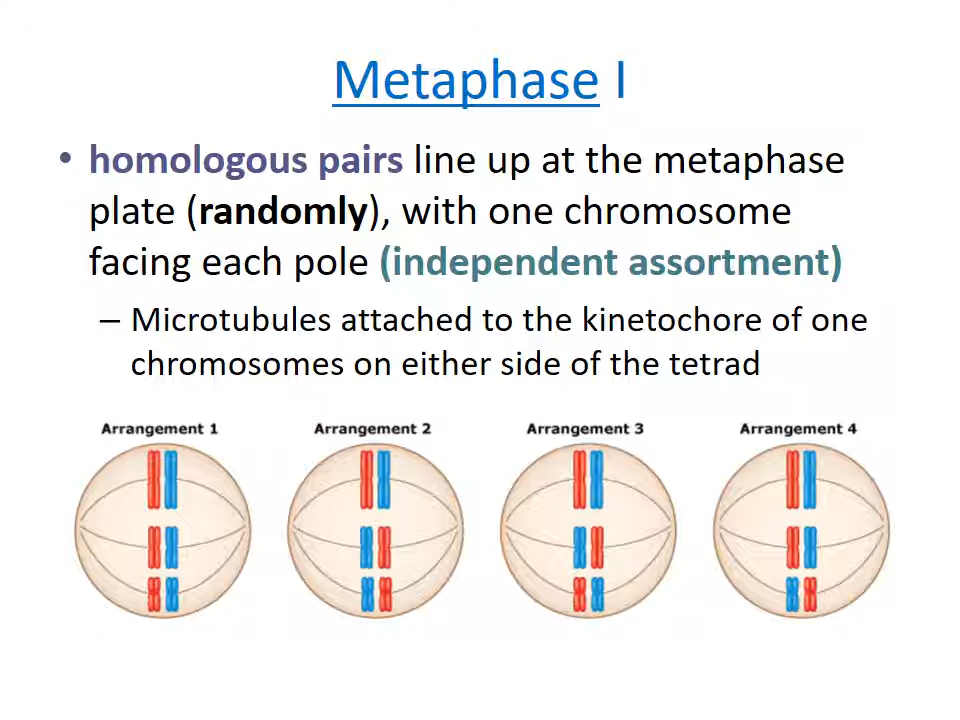 Metaphase I
• homologous pairs line up at the metaphase
plate (randomly), with one chromosome
facing each pole (independent assortment)
– Microtubules attached to the kinetochore of one
chromosomes on either side of the tetrad
Arrangement 1 Arrangement 2 Arrangement 3 Arrangement 4